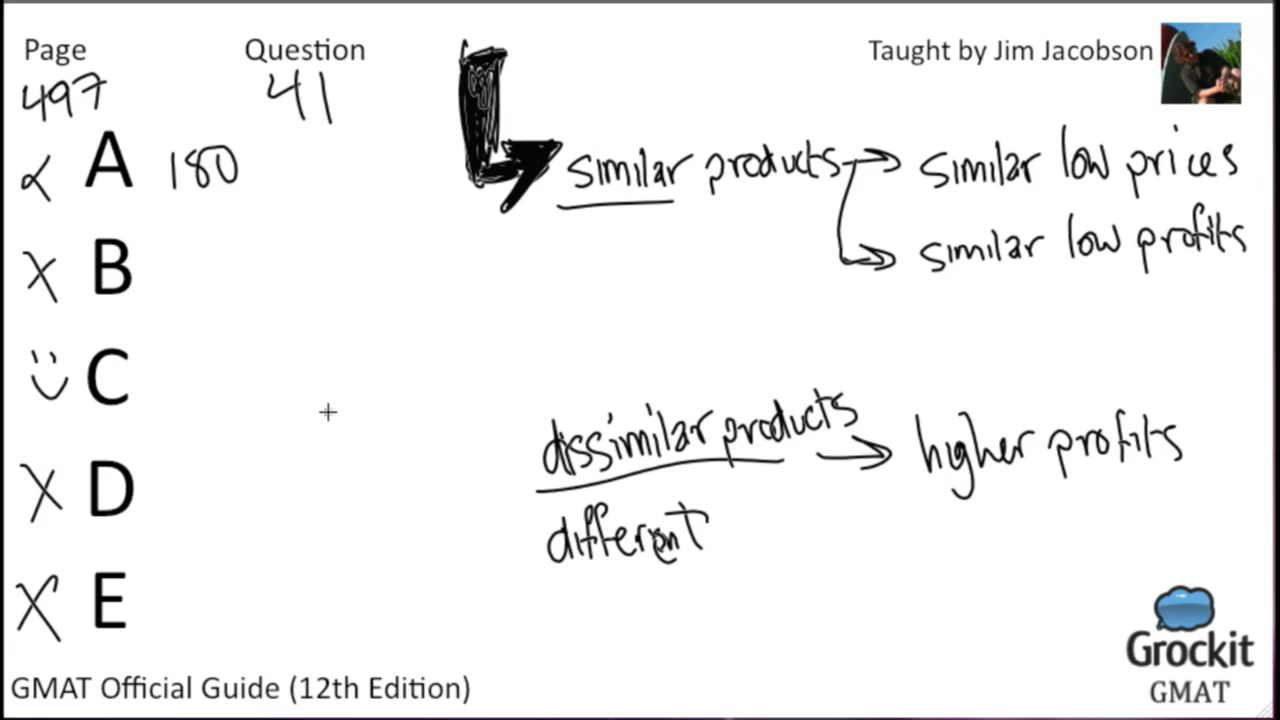 Page Question Taught by Jim Jacobson
497 41
A 180 similar products → similar low prices
X B → similar low profits
C
dissimilar products → higher profits
X D
different
X E
Grockit
GMAT
GMAT Official Guide (12th Edition)